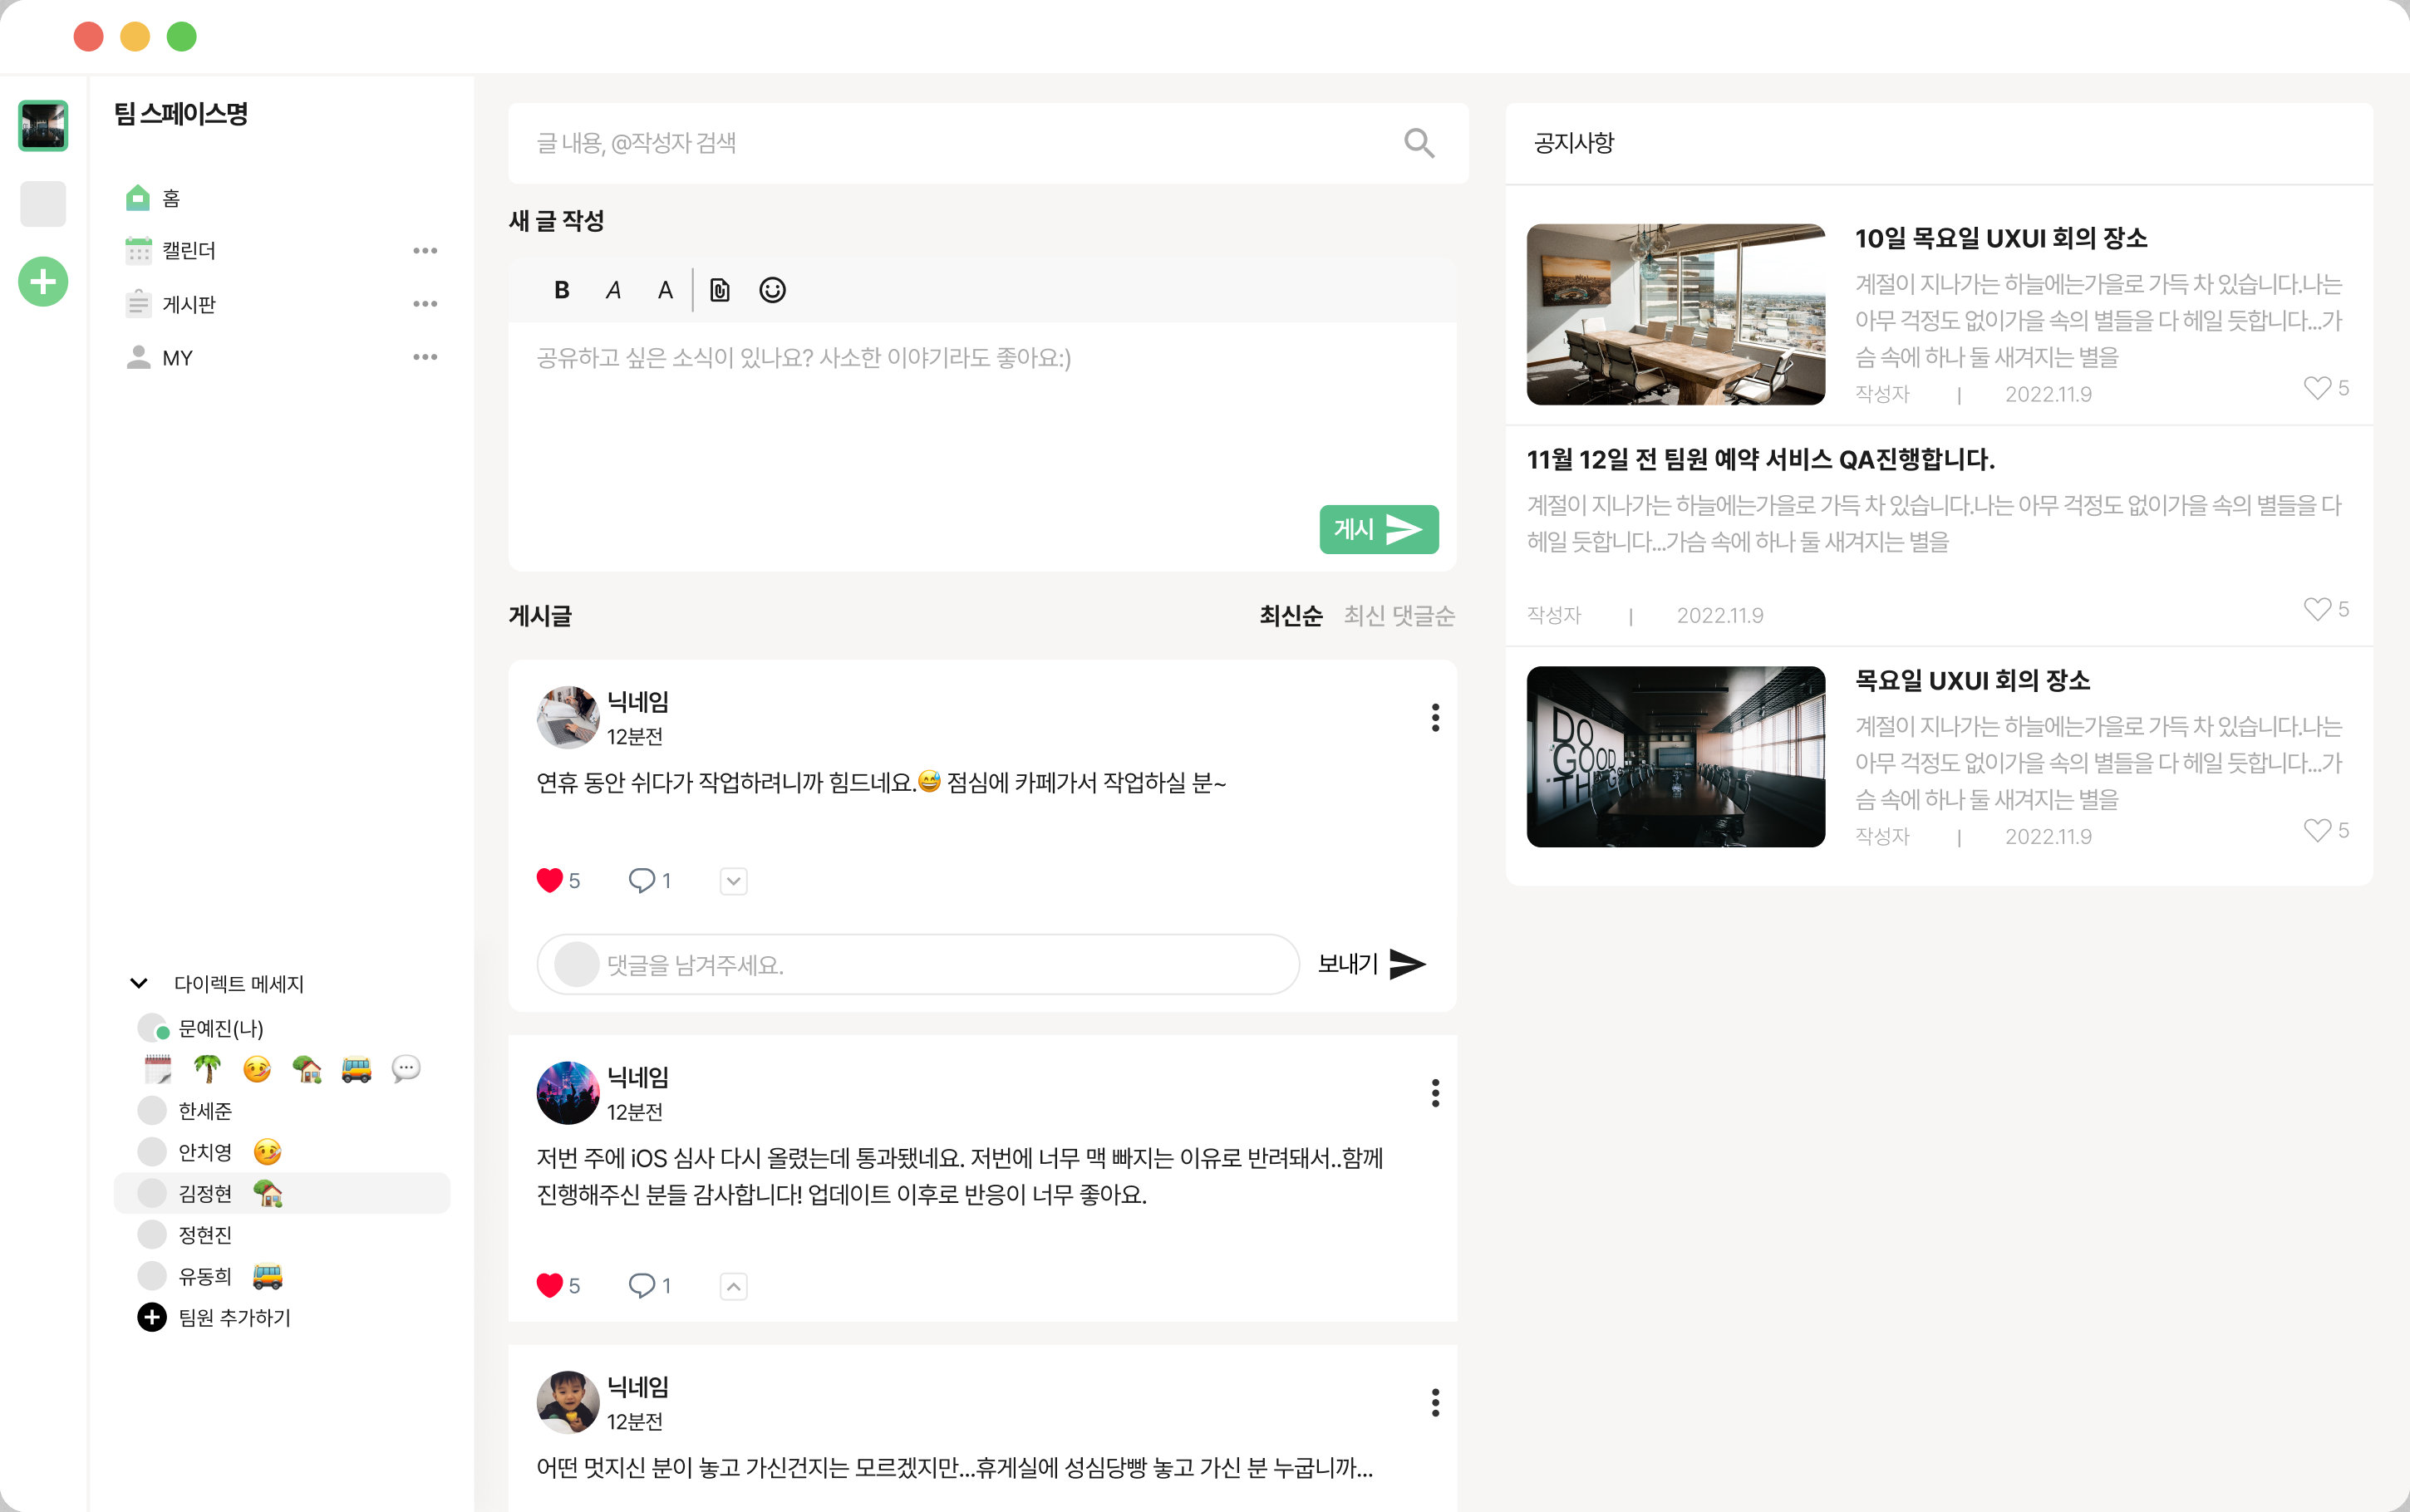 팀 스페이스명
홈
캘린더
게시판
MY
다이렉트 메세지
문예진(나)
한세준
안치영
김정현
정현진
유동희
팀원 추가하기
글 내용, @작성자 검색
새 글 작성
B A A
공유하고 싶은 소식이 있나요? 사소한 이야기라도 좋아요:)
게시
게시글
최신순 최신 댓글순
닉네임
12분전
연휴 동안 쉬다가 작업하려니까 힘드네요.😅 점심에 카페가서 작업하실 분~
5 1
댓글을 남겨주세요.
보내기
닉네임
12분전
저번 주에 iOS 심사 다시 올렸는데 통과됐네요. 저번에 너무 맥 빠지는 이유로 반려돼서..함께
진행해주신 분들 감사합니다! 업데이트 이후로 반응이 너무 좋아요.
5 1
닉네임
12분전
어떤 멋지신 분이 놓고 가신건지는 모르겠지만...휴게실에 성심당빵 놓고 가신 분 누굽니까...
공지사항
10일 목요일 UXUI 회의 장소
계절이 지나가는 하늘에는가을로 가득 차 있습니다.나는
아무 걱정도 없이가을 속의 별들을 다 헤일 듯합니다...가
슴 속에 하나 둘 새겨지는 별을
작성자 | 2022.11.9
5
11월 12일 전 팀원 예약 서비스 QA진행합니다.
계절이 지나가는 하늘에는가을로 가득 차 있습니다.나는 아무 걱정도 없이가을 속의 별들을 다
헤일 듯합니다...가슴 속에 하나 둘 새겨지는 별을
작성자 | 2022.11.9
5
DO
GOOD
THINGS
목요일 UXUI 회의 장소
계절이 지나가는 하늘에는가을로 가득 차 있습니다.나는
아무 걱정도 없이가을 속의 별들을 다 헤일 듯합니다...가
슴 속에 하나 둘 새겨지는 별을
작성자 | 2022.11.9
5